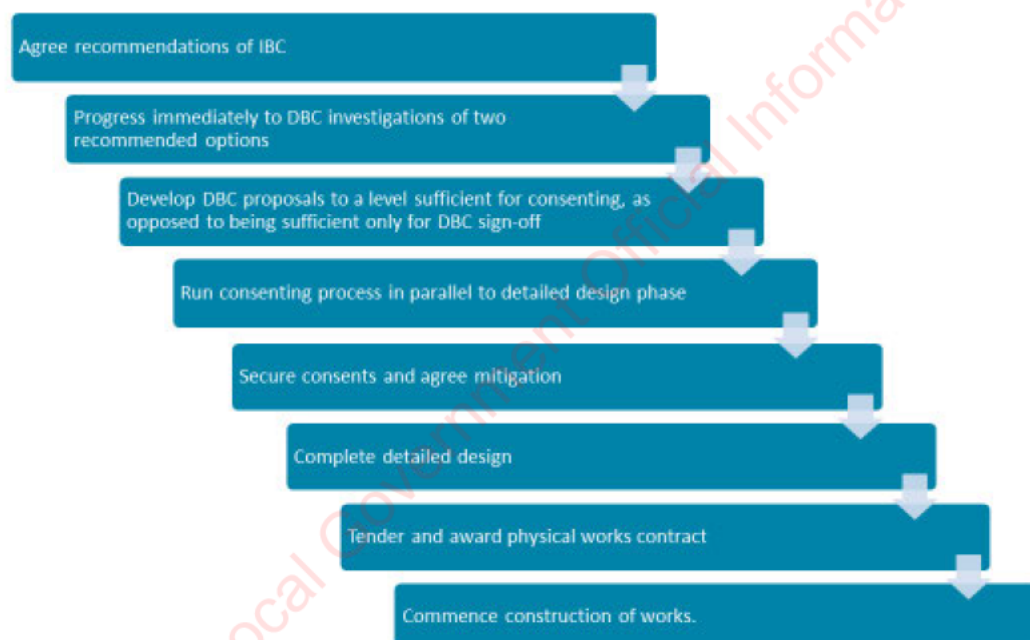 Agree recommendations of IBC
Progress immediately to DBC investigations of two
recommended options
Develop DBC proposals to a level sufficient for consenting, as
opposed to being sufficient only for DBC sign-off
Run consenting process in parallel to detailed design phase
Secure consents and agree mitigation
Complete detailed design
Tender and award physical works contract
Commence construction of works.
Local Government Official